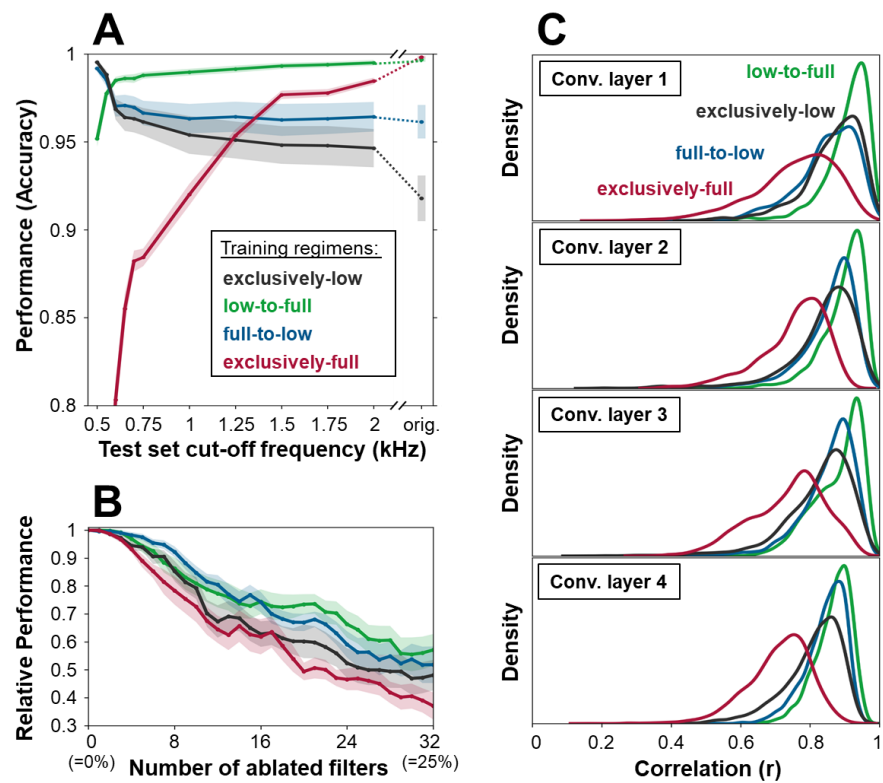 A
1
0.95
0.9
0.85
0.8
Performance (Accuracy)
Training regimens:
exclusively-low
low-to-full
full-to-low
exclusively-full
0.5 0.75 1 1.25 1.5 1.75 2 orig.
Test set cut-off frequency (kHz)
B
1
0.9
0.8
0.7
0.6
0.5
0.4
0.3
Relative Performance
0 8 16 24 32
(=0%) (=25%)
Number of ablated filters
C
Conv. layer 1
low-to-full
exclusively-low
full-to-low
exclusively-full
Density
Conv. layer 2
Density
Conv. layer 3
Density
Conv. layer 4
Density
0 0.2 0.4 0.6 0.8 1
Correlation (r)